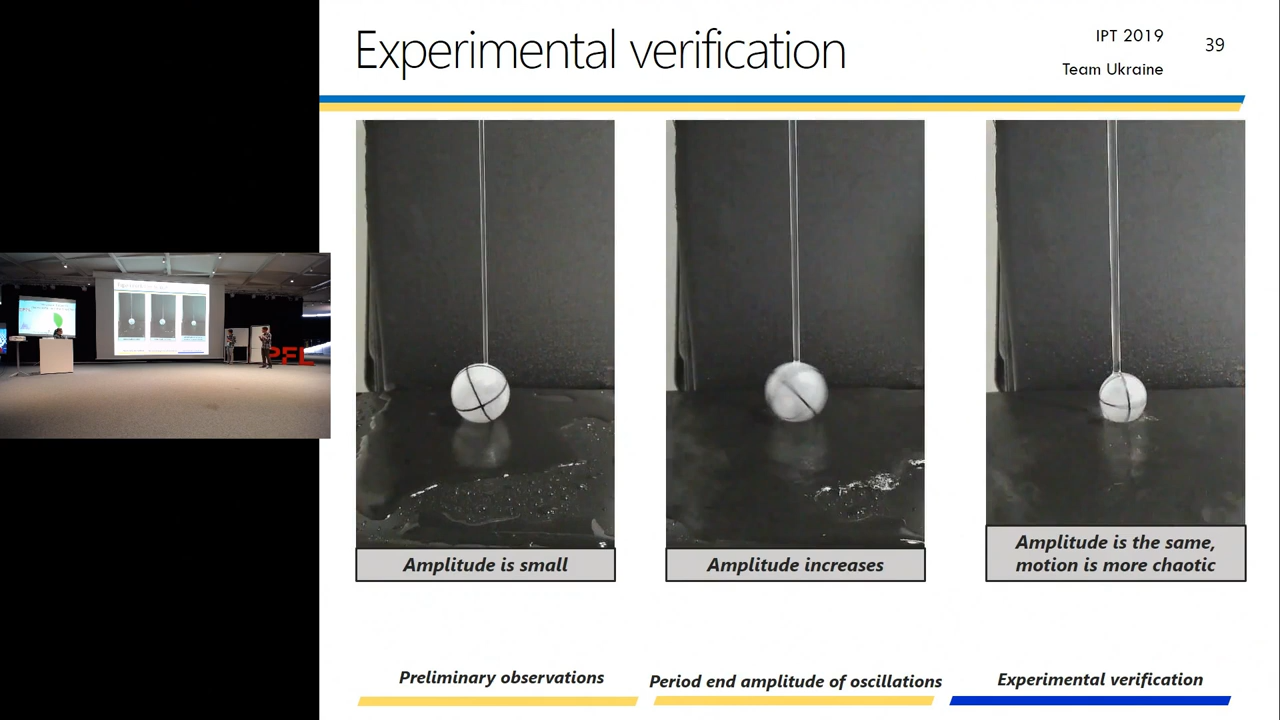 Experimental verification
IPT 2019
39
Team Ukraine
Amplitude is small
Amplitude increases
Amplitude is the same,
motion is more chaotic
Preliminary observations
Period end amplitude of oscillations
Experimental verification